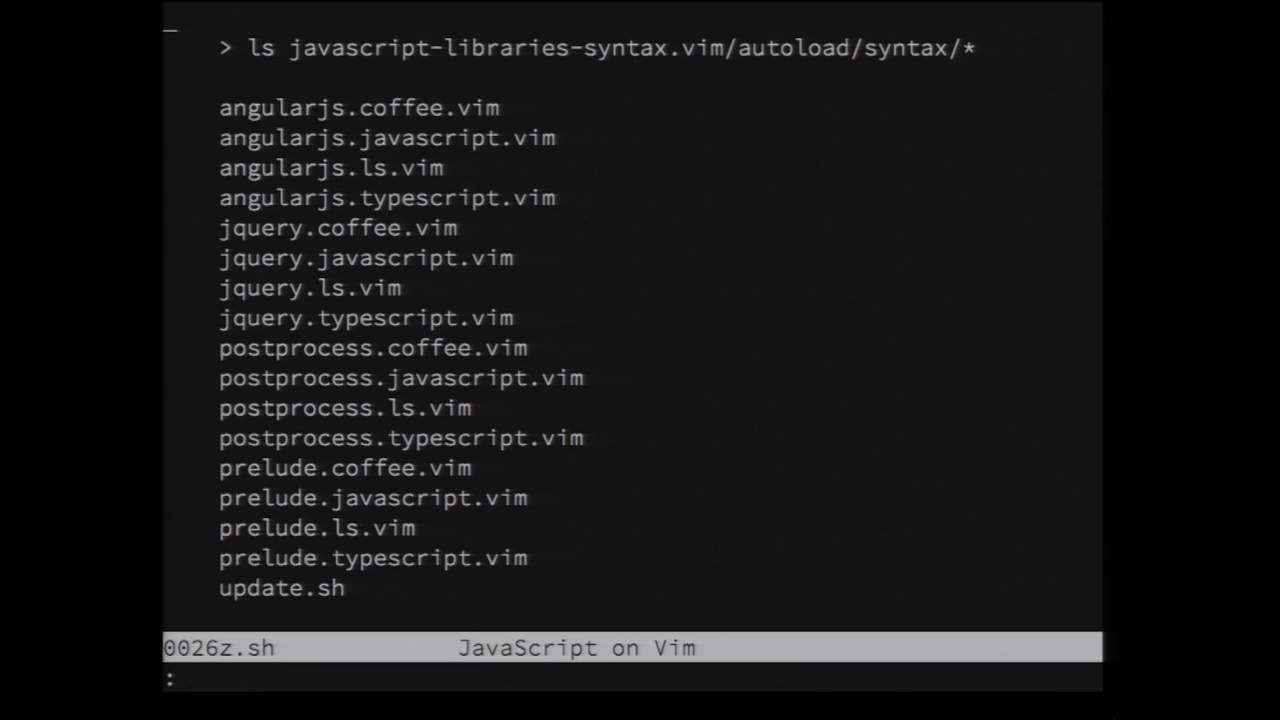 > ls javascript-libraries-syntax.vim/autoload/syntax/*
angularjs.coffee.vim
angularjs.javascript.vim
angularjs.ls.vim
angularjs.typescript.vim
jquery.coffee.vim
jquery.javascript.vim
jquery.ls.vim
jquery.typescript.vim
postprocess.coffee.vim
postprocess.javascript.vim
postprocess.ls.vim
postprocess.typescript.vim
prelude.coffee.vim
prelude.javascript.vim
prelude.ls.vim
prelude.typescript.vim
update.sh
0026z.sh JavaScript on Vim
: